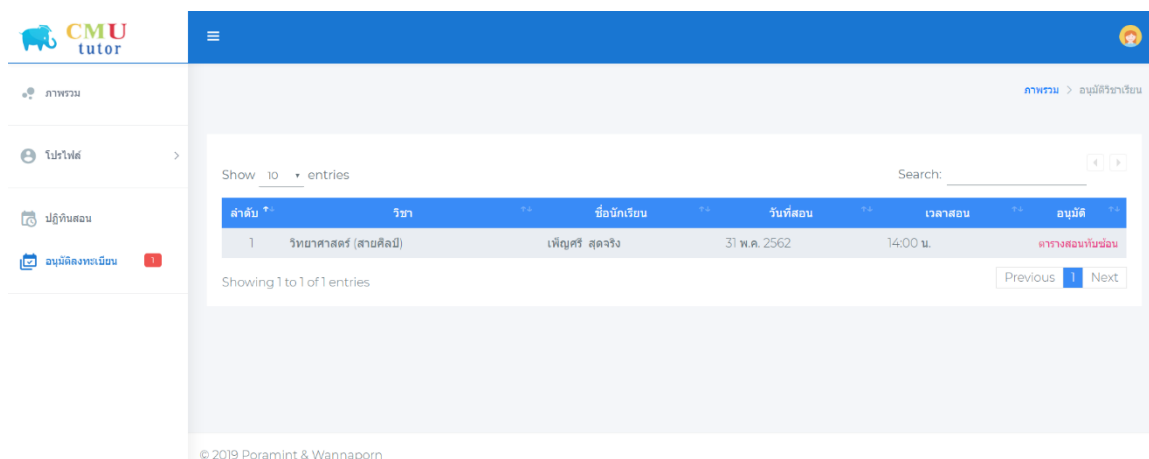 CMU
tutor
ภาพรวม
ภาพรวม > อนุมัติวิชาเรียน
โปรไฟล์
Show 10 entries
Search:
ปฏิทินสอน
อนุมัติลงทะเบียน 1
ลำดับ วิชา ชื่อนักเรียน วันที่สอน เวลาสอน อนุมัติ
1 วิทยาศาสตร์ (สายศิลป์) เพ็ญศรี สุดจริง 31 พ.ค. 2562 14:00 น. ตารางสอนทับซ้อน
Showing 1 to 1 of 1 entries
Previous 1 Next
© 2019 Poramint & Wannaporn